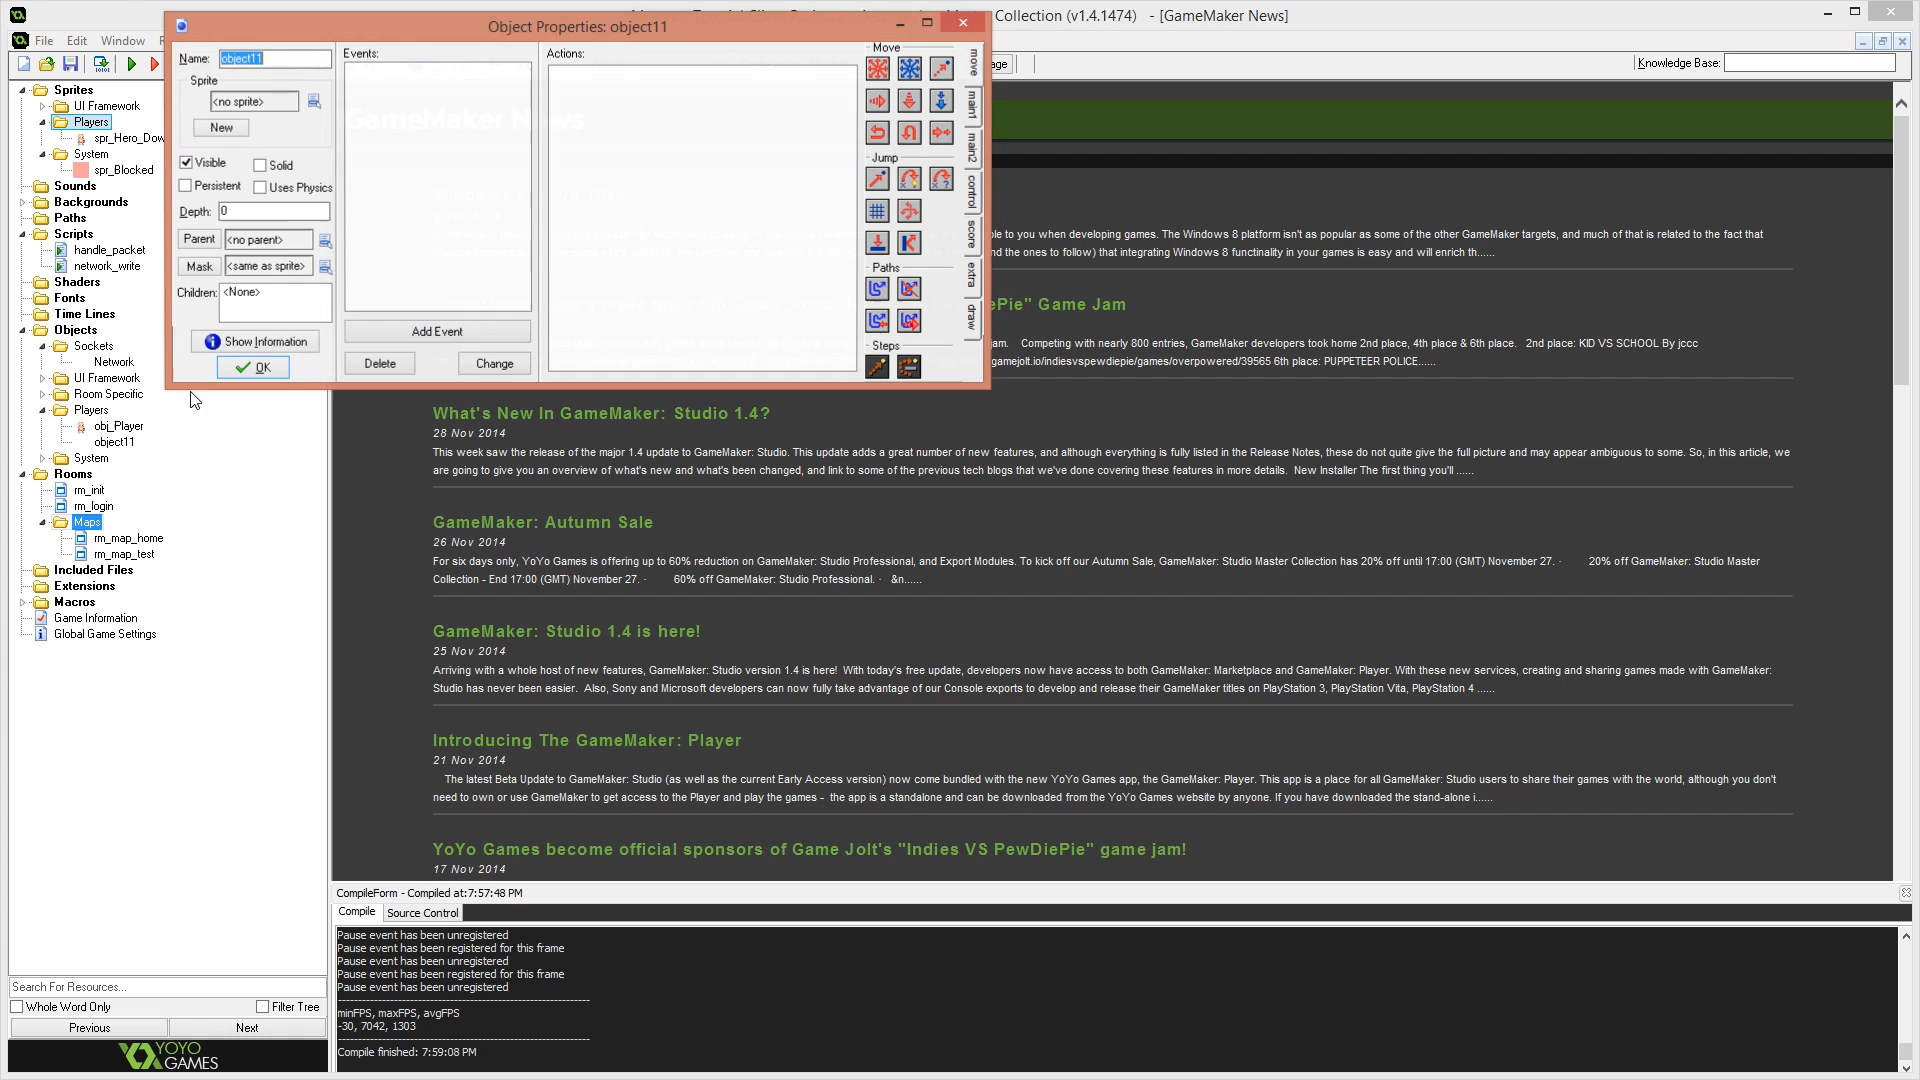 Object Properties: object11
Collection (v1.4.1474)   - [GameMaker News]
File Edit Window
Knowledge Base:
Sprites
UI Framework
Players
spr_Hero_Dow
System
spr_Blocked
Sounds
Backgrounds
Paths
Scripts
handle_packet
network_write
Shaders
Fonts
Time Lines
Objects
Sockets
Network
UI Framework
Room Specific
Players
obj_Player
object11
System
Rooms
rm_init
rm_login
Maps
rm_map_home
rm_map_test
Included Files
Extensions
Macros
Game Information
Global Game Settings
Search For Resources...
Whole Word Only
Filter Tree
Previous
Next
YOYO
GAMES
Name: object11
Sprite
<no sprite>
New
Visible
Solid
Persistent
Uses Physics
Depth: 0
Parent <no parent>
Mask <same as sprite>
Children: <None>
Show Information
OK
Events:
GameMaker News
Add Event
Delete
Change
Actions:
Move
Jump
Paths
Steps
move
main1
main2
control
score
extra
draw
ple to you when developing games. The Windows 8 platform isn't as popular as some of the other GameMaker targets, and much of that is related to the fact that
nd the ones to follow) that integrating Windows 8 functinality in your games is easy and will enrich th......
ePie" Game Jam
am.   Competing with nearly 800 entries, GameMaker developers took home 2nd place, 4th place & 6th place.   2nd place: KID VS SCHOOL By jccc
gamejolt.io/indiesvspewdiepie/games/overpowered/39565 6th place: PUPPETEER POLICE......
What's New In GameMaker: Studio 1.4?
28 Nov 2014
This week saw the release of the major 1.4 update to GameMaker: Studio. This update adds a great number of new features, and although everything is fully listed in the Release Notes, these do not quite give the full picture and may appear ambiguous to some. So, in this article, we
are going to give you an overview of what's new and what's been changed, and link to some of the previous tech blogs that we've done covering these features in more details.  New Installer The first thing you'll ......
GameMaker: Autumn Sale
26 Nov 2014
For six days only, YoYo Games is offering up to 60% reduction on GameMaker: Studio Professional, and Export Modules. To kick off our Autumn Sale, GameMaker: Studio Master Collection has 20% off until 17:00 (GMT) November 27. ·   20% off GameMaker: Studio Master
Collection - End 17:00 (GMT) November 27. ·   60% off GameMaker: Studio Professional. ·   &n......
GameMaker: Studio 1.4 is here!
25 Nov 2014
Arriving with a whole host of new features, GameMaker: Studio version 1.4 is here!  With today's free update, developers now have access to both GameMaker: Marketplace and GameMaker: Player. With these new services, creating and sharing games made with GameMaker:
Studio has never been easier.  Also, Sony and Microsoft developers can now fully take advantage of our Console exports to develop and release their GameMaker titles on PlayStation 3, PlayStation Vita, PlayStation 4 ......
Introducing The GameMaker: Player
21 Nov 2014
The latest Beta Update to GameMaker: Studio (as well as the current Early Access version) now come bundled with the new YoYo Games app, the GameMaker: Player. This app is a place for all GameMaker: Studio users to share their games with the world, although you don't
need to own or use GameMaker to get access to the Player and play the games -  the app is a standalone and can be downloaded from the YoYo Games website by anyone. If you have downloaded the stand-alone i......
YoYo Games become official sponsors of Game Jolt's "Indies VS PewDiePie" game jam!
17 Nov 2014
CompileForm - Compiled at:7:57:48 PM
Compile
Source Control
Pause event has been unregistered
Pause event has been registered for this frame
Pause event has been unregistered
Pause event has been registered for this frame
Pause event has been unregistered
minFPS, maxFPS, avgFPS
-30, 7042, 1303
Compile finished: 7:59:08 PM